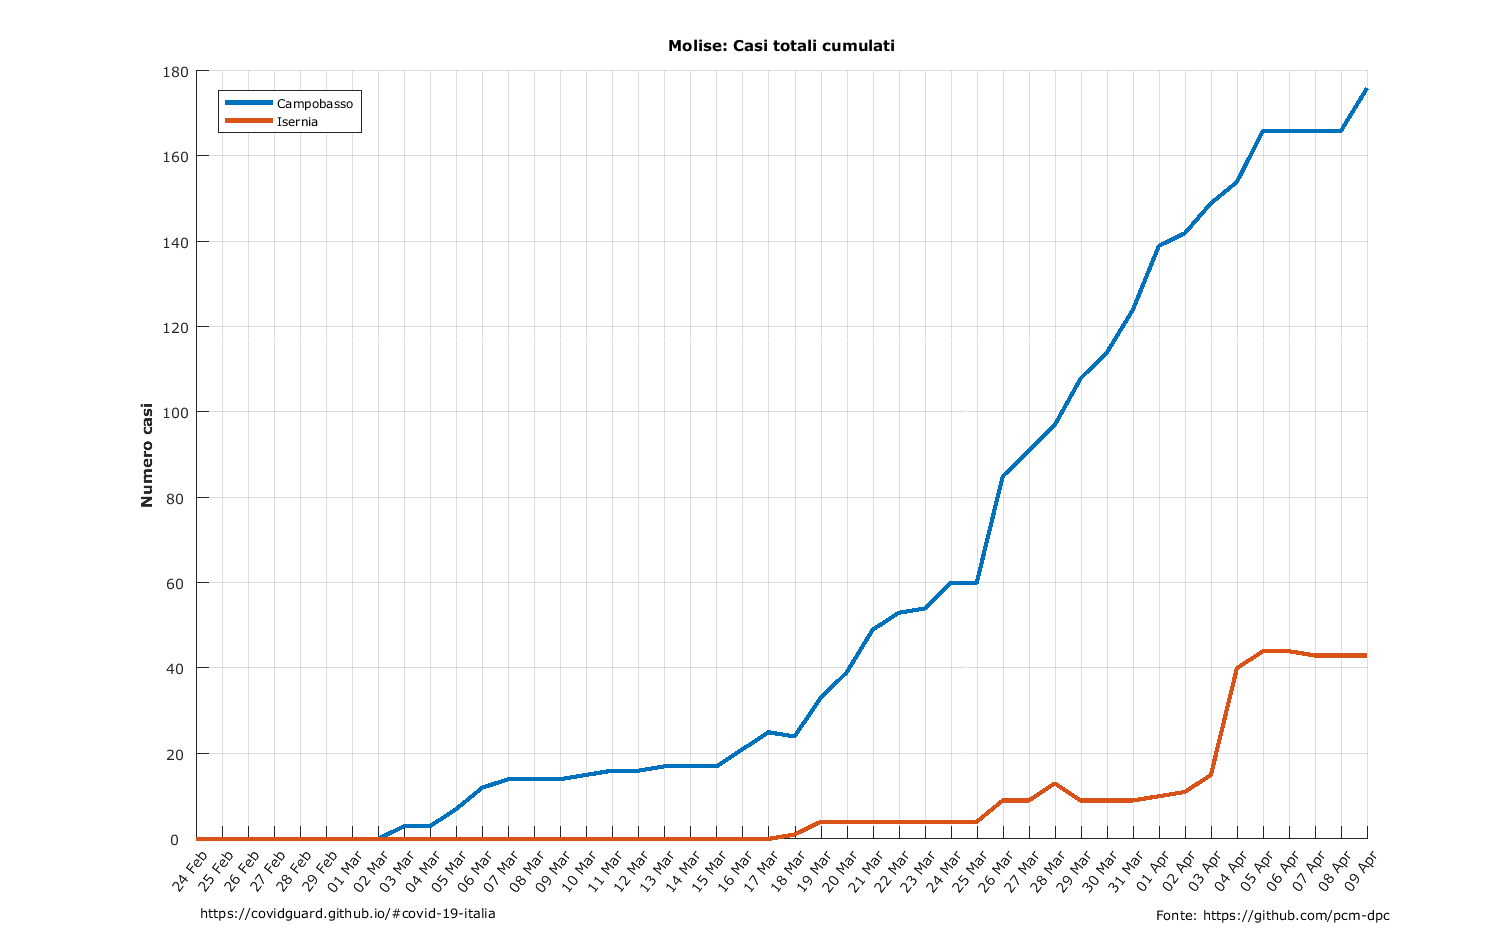 Molise: Casi totali cumulati
180
160
140
120
100
80
60
40
20
0
Numero casi
Campobasso
Isernia
24 Feb
25 Feb
26 Feb
27 Feb
28 Feb
29 Feb
01 Mar
02 Mar
03 Mar
04 Mar
05 Mar
06 Mar
07 Mar
08 Mar
09 Mar
10 Mar
11 Mar
12 Mar
13 Mar
14 Mar
15 Mar
16 Mar
17 Mar
18 Mar
19 Mar
20 Mar
21 Mar
22 Mar
23 Mar
24 Mar
25 Mar
26 Mar
27 Mar
28 Mar
29 Mar
30 Mar
31 Mar
01 Apr
02 Apr
03 Apr
04 Apr
05 Apr
06 Apr
07 Apr
08 Apr
09 Apr
https://covidguard.github.io/#covid-19-italia
Fonte: https://github.com/pcm-dpc